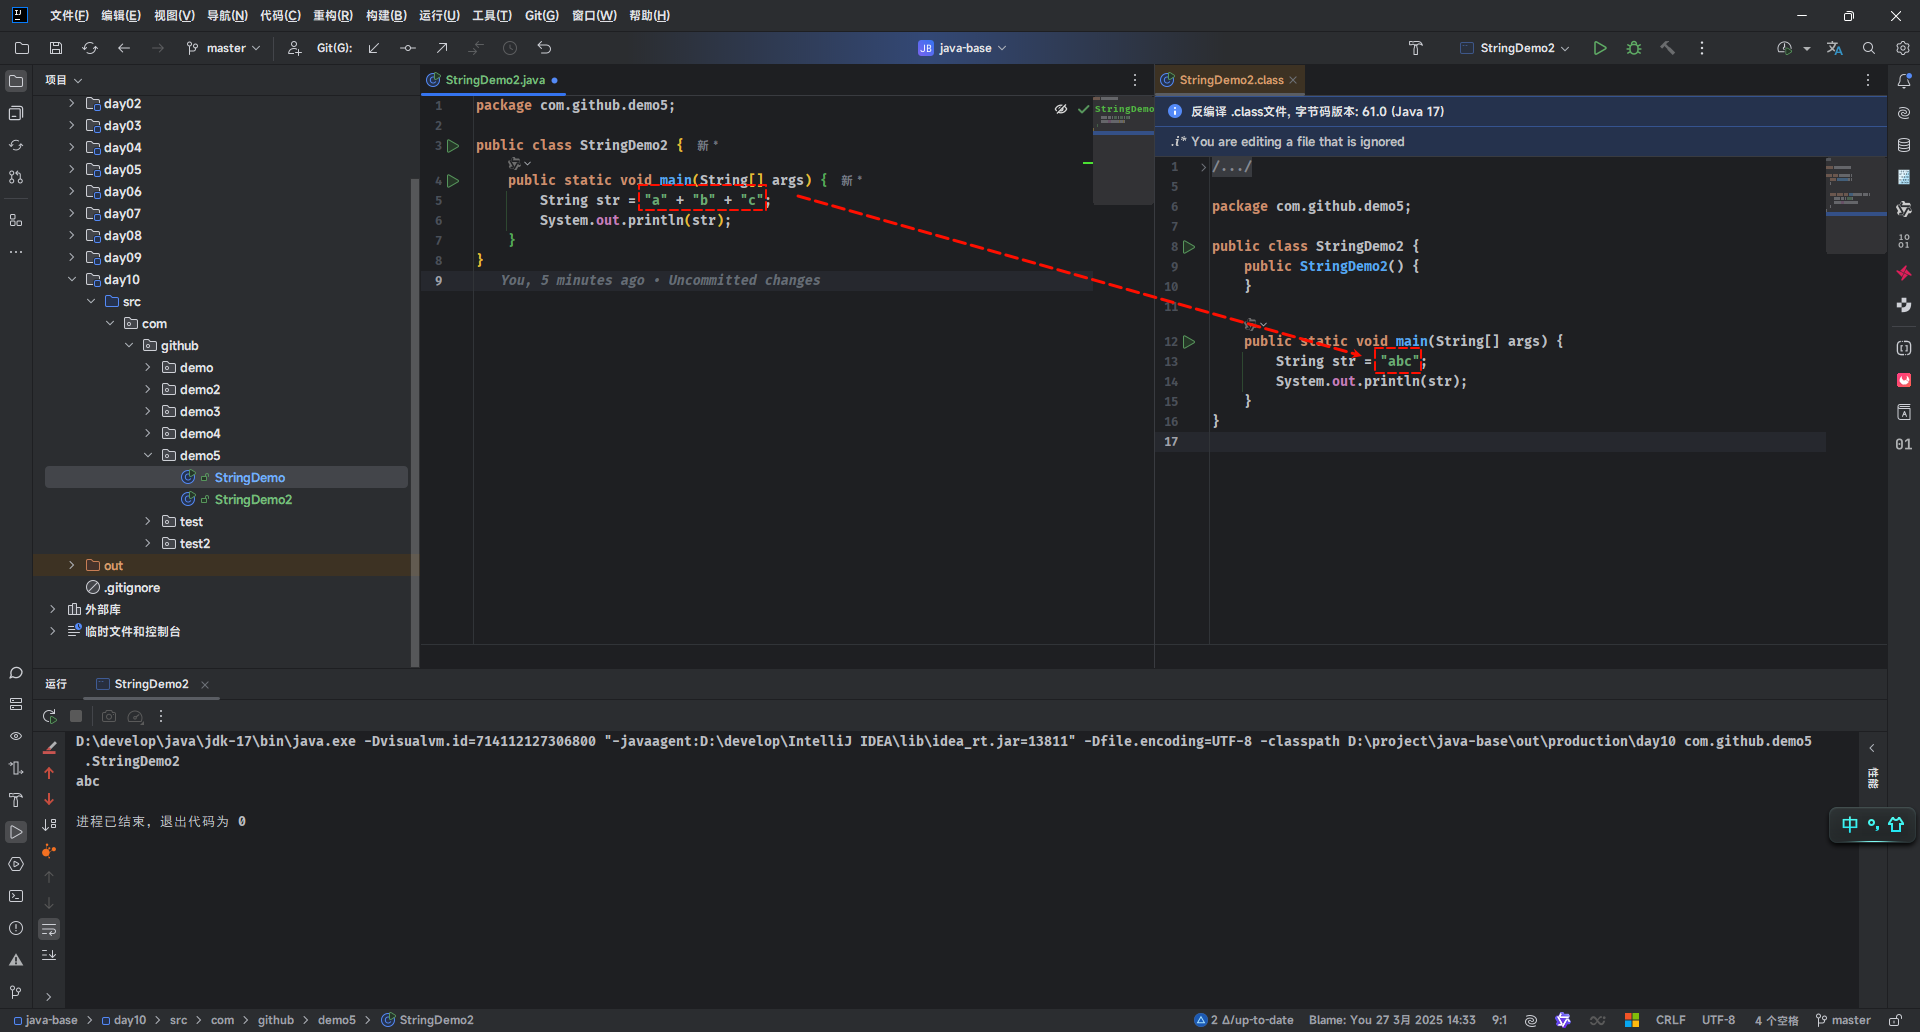 文件(F) 编辑(E) 视图(V) 导航(N) 代码(C) 重构(R) 构建(B) 运行(U) 工具(T) Git(G) 窗口(W) 帮助(H)
master Git(G): JB java-base StringDemo2
项目
day02
day03
day04
day05
day06
day07
day08
day09
day10
src
com
github
demo
demo2
demo3
demo4
demo5
StringDemo
StringDemo2
test
test2
out
.gitignore
外部库
临时文件和控制台
StringDemo2.java
1 package com.github.demo5;
2
3 public class StringDemo2 { 新 *
4 public static void main(String[] args) { 新 *
5 String str = "a" + "b" + "c";
6 System.out.println(str);
7 }
8 }
9 You, 5 minutes ago • Uncommitted changes
StringDemo
StringDemo2.class
反编译 .class文件, 字节码版本: 61.0 (Java 17)
.i* You are editing a file that is ignored
1 /.../
5
6 package com.github.demo5;
7
8 public class StringDemo2 {
9 public StringDemo2() {
10 }
11
12 public static void main(String[] args) {
13 String str = "abc";
14 System.out.println(str);
15 }
16 }
17
运行 StringDemo2
D:\develop\java\jdk-17\bin\java.exe -Dvisualvm.id=714112127306800 "-javaagent:D:\develop\IntelliJ IDEA\lib\idea_rt.jar=13811" -Dfile.encoding=UTF-8 -classpath D:\project\java-base\out\production\day10 com.github.demo5
.StringDemo2
abc
进程已结束，退出代码为 0
性能
中 °,
java-base > day10 > src > com > github > demo5 > StringDemo2
2 Δ/up-to-date Blame: You 27 3月 2025 14:33 9:1 CRLF UTF-8 4 个空格 master